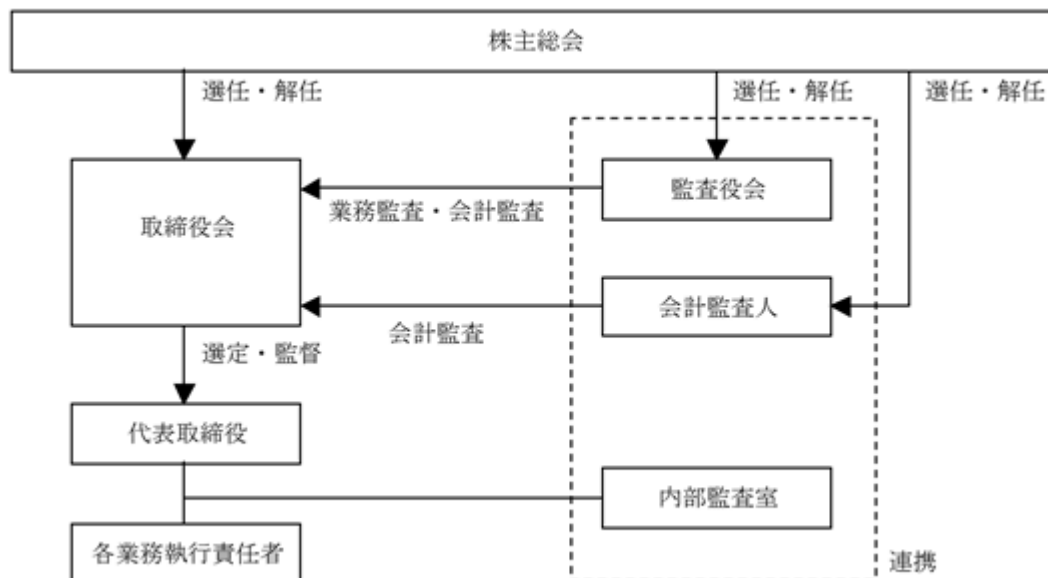 株主総会
選任・解任
選任・解任
選任・解任
取締役会
監査役会
業務監査・会計監査
会計監査人
会計監査
選定・監督
代表取締役
内部監査室
各業務執行責任者
連携